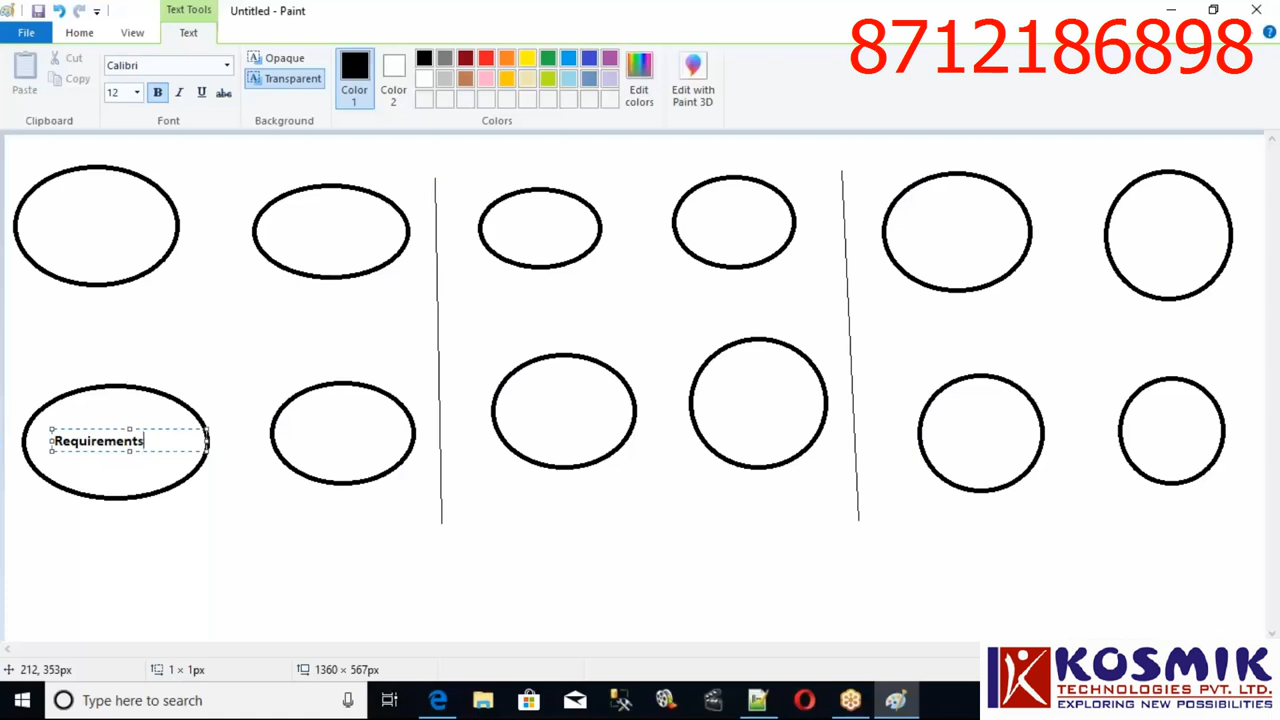 Text Tools
Untitled - Paint
8712186898
File
Home
View
Text
Paste
Cut
Copy
Clipboard
Calibri
12
B
I
U
abc
Font
Opaque
Transparent
Background
Color 1
Color 2
Edit colors
Colors
Edit with Paint 3D
Requirements
212, 353px
1 × 1px
1360 × 567px
Type here to search
KOSMIK
TECHNOLOGIES PVT. LTD.
EXPLORING NEW POSSIBILITIES